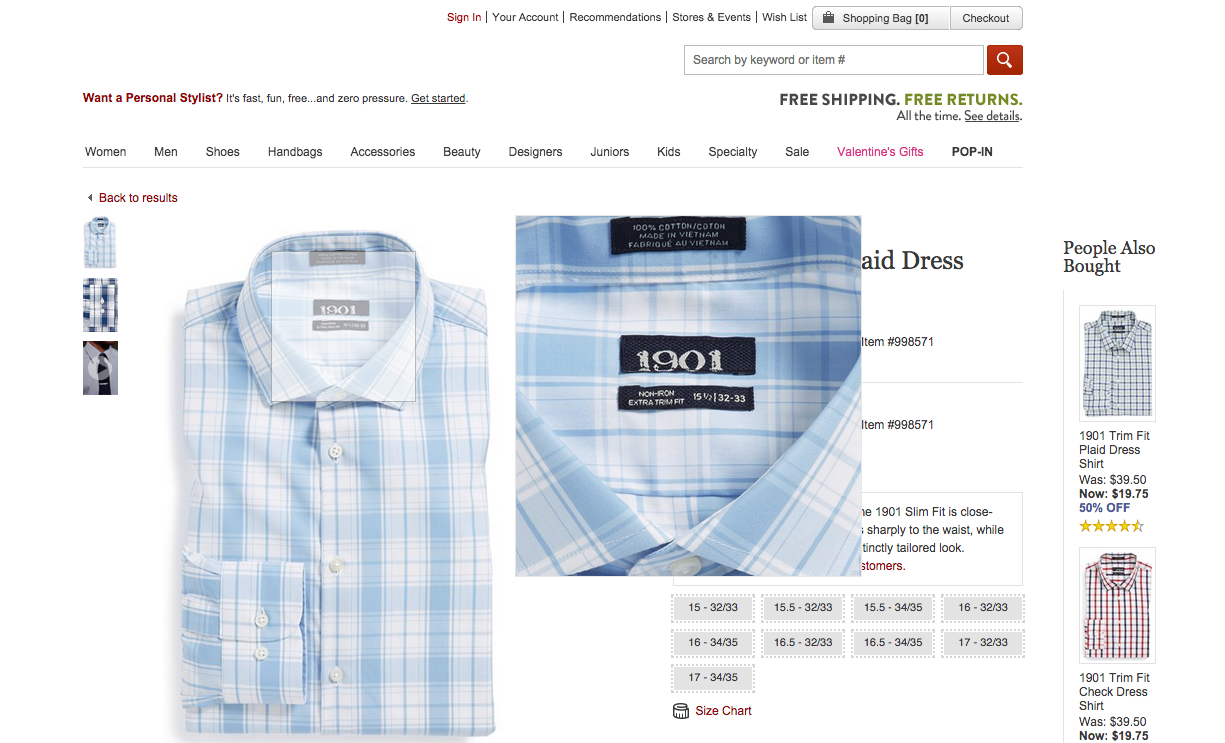 Sign In | Your Account | Recommendations | Stores & Events | Wish List
Shopping Bag [0]
Checkout
Search by keyword or item #
Want a Personal Stylist? It's fast, fun, free...and zero pressure. Get started.
FREE SHIPPING. FREE RETURNS.
All the time. See details.
Women Men Shoes Handbags Accessories Beauty Designers Juniors Kids Specialty Sale Valentine's Gifts POP-IN
Back to results
1901
100% COTTON/COTON
MADE IN VIETNAM
FABRIQUÉ AU VIETNAM
1901
NON-IRON
EXTRA TRIM FIT 15 1/2 | 32-33
aid Dress
Item #998571
Item #998571
1901 Slim Fit is close-
sharply to the waist, while
tinctly tailored look.
stomers.
15 - 32/33
15.5 - 32/33
15.5 - 34/35
16 - 32/33
16 - 34/35
16.5 - 32/33
16.5 - 34/35
17 - 32/33
17 - 34/35
Size Chart
People Also
Bought
1901 Trim Fit
Plaid Dress
Shirt
Was: $39.50
Now: $19.75
50% OFF
1901 Trim Fit
Check Dress
Shirt
Was: $39.50
Now: $19.75